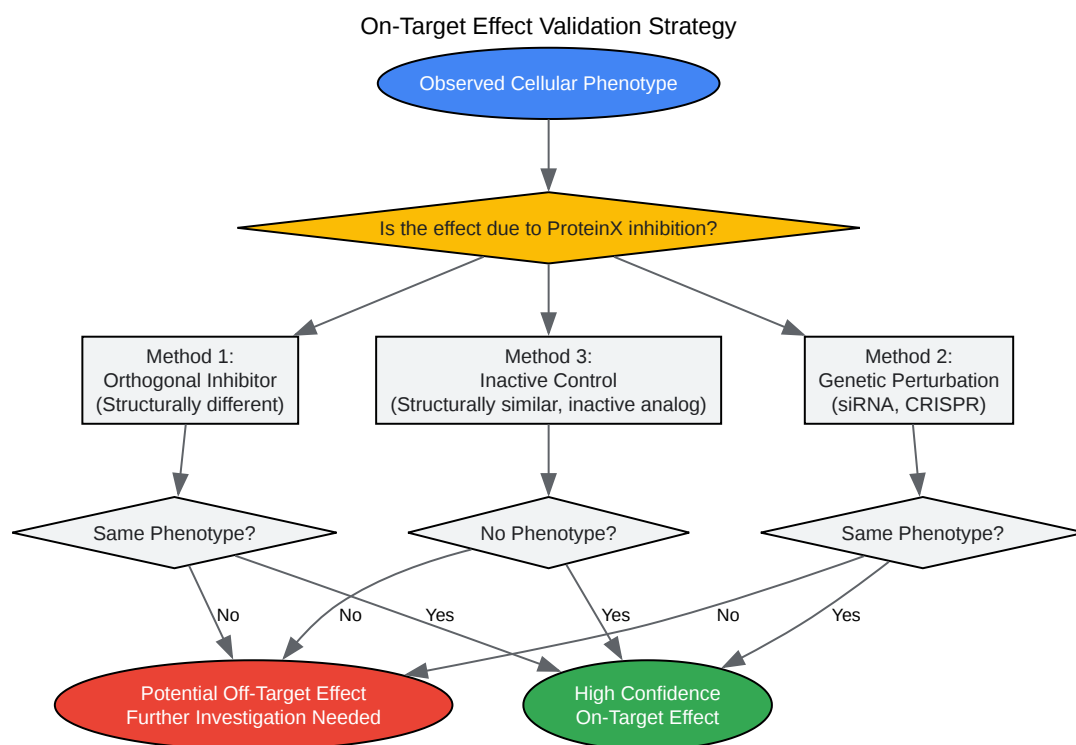 On-Target Effect Validation Strategy
Observed Cellular Phenotype
Is the effect due to ProteinX inhibition?
Method 1:
Orthogonal Inhibitor
(Structurally different)
Method 3:
Inactive Control
(Structurally similar, inactive analog)
Method 2:
Genetic Perturbation
(siRNA, CRISPR)
Same Phenotype?
No Phenotype?
Same Phenotype?
No
No
Yes
Yes
No
Yes
Potential Off-Target Effect
Further Investigation Needed
High Confidence
On-Target Effect